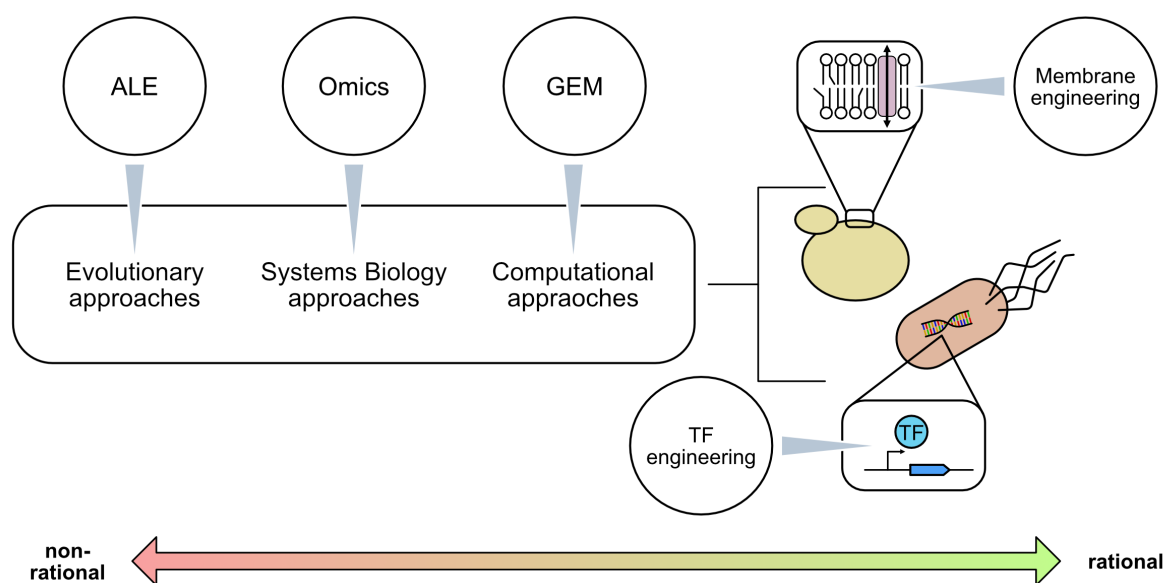 ALE
Omics
GEM
Membrane
engineering
Evolutionary
approaches
Systems Biology
approaches
Computational
appraoches
TF
engineering
TF
non-
rational
rational